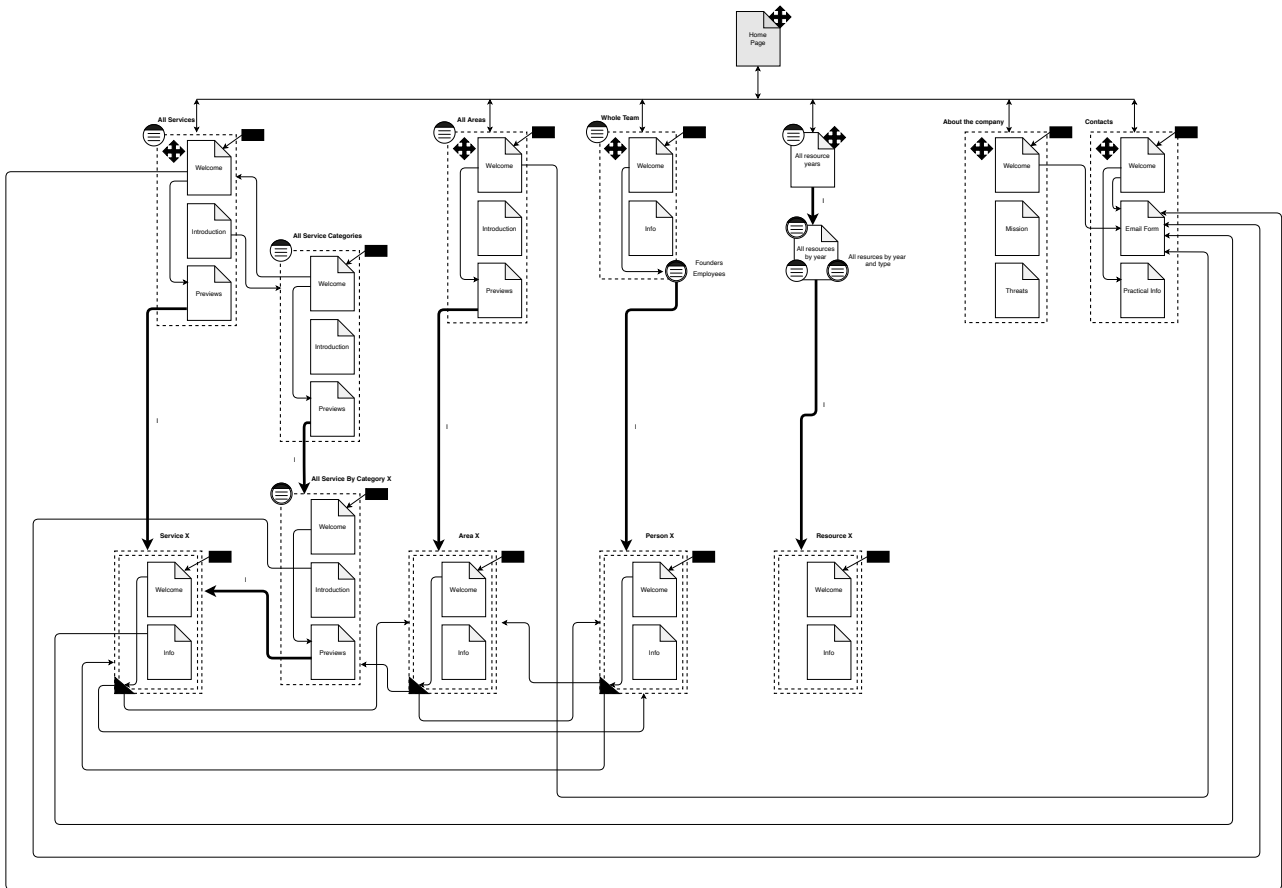 Home
Page
All Services
All Areas
Whole Team
About the company
Contacts
Welcome
Welcome
Welcome
All resource
years
Welcome
Welcome
I
Introduction
Introduction
Info
Mission
Email Form
All Service Categories
All resources
by year
All resurces by year
and type
Founders
Employees
Welcome
Previews
Previews
Threats
Practical Info
Introduction
Previews
I
I
I
I
I
All Service By Category X
Welcome
Service X
Area X
Person X
Resource X
I
Welcome
Introduction
Welcome
Welcome
Welcome
Info
Previews
Info
Info
Info